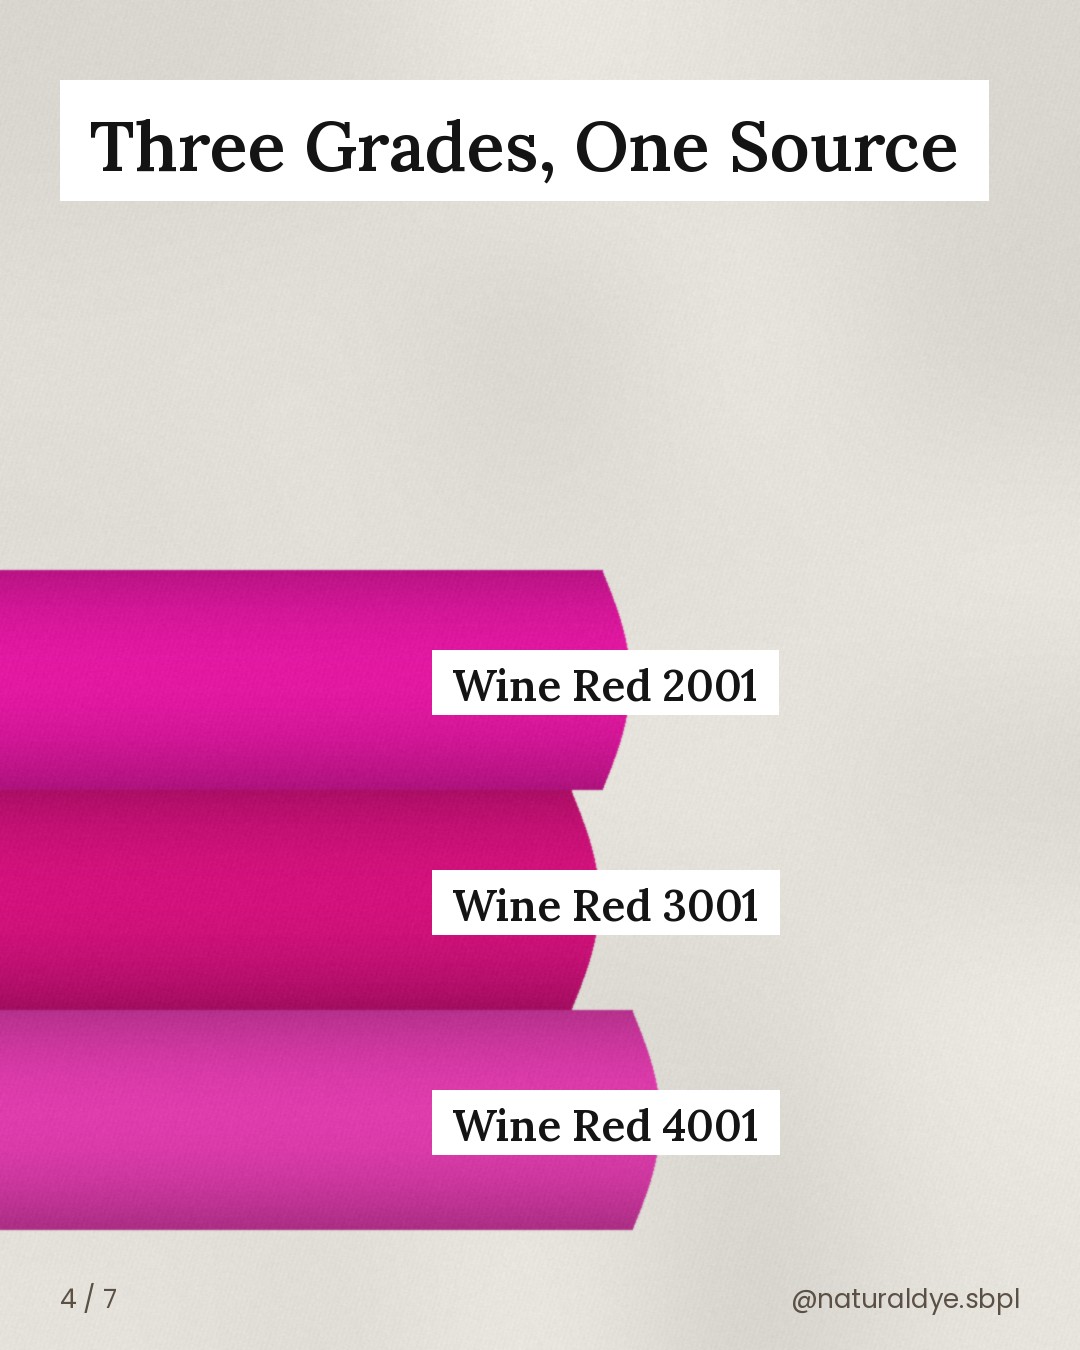 Three Grades, One Source
Wine Red 2001
Wine Red 3001
Wine Red 4001
4 / 7
@naturaldye.sbpl